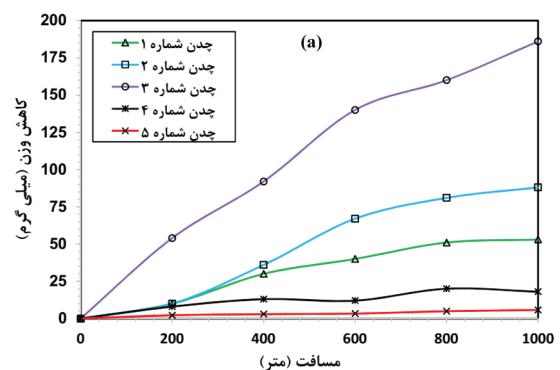 (a)
چدن شماره ۱
چدن شماره ۲
چدن شماره ۳
چدن شماره ۴
چدن شماره ۵
کاهش وزن (میلی گرم)
200
175
150
125
100
75
50
25
0
0 200 400 600 800 1000
مسافت (متر)